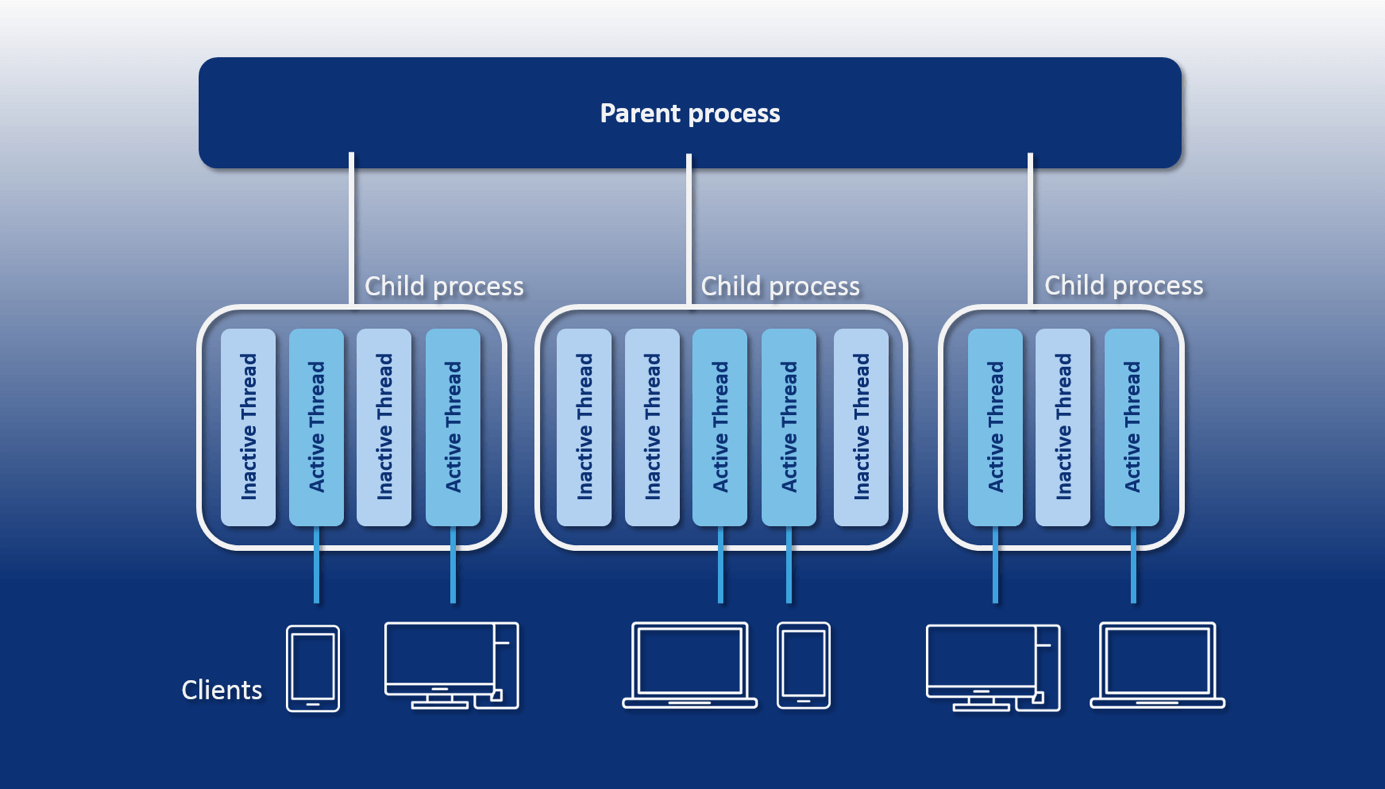 Parent process
Child process
Child process
Child process
Inactive Thread
Active Thread
Inactive Thread
Active Thread
Inactive Thread
Inactive Thread
Active Thread
Active Thread
Inactive Thread
Active Thread
Inactive Thread
Active Thread
Clients